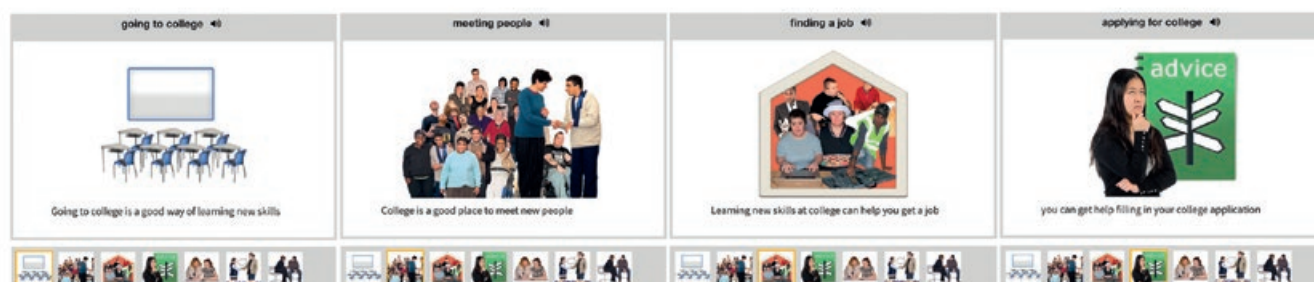 going to college
meeting people
finding a job
applying for college
advice
Going to college is a good way of learning new skills
College is a good place to meet new people
Learning new skills at college can help you get a job
you can get help filling in your college application